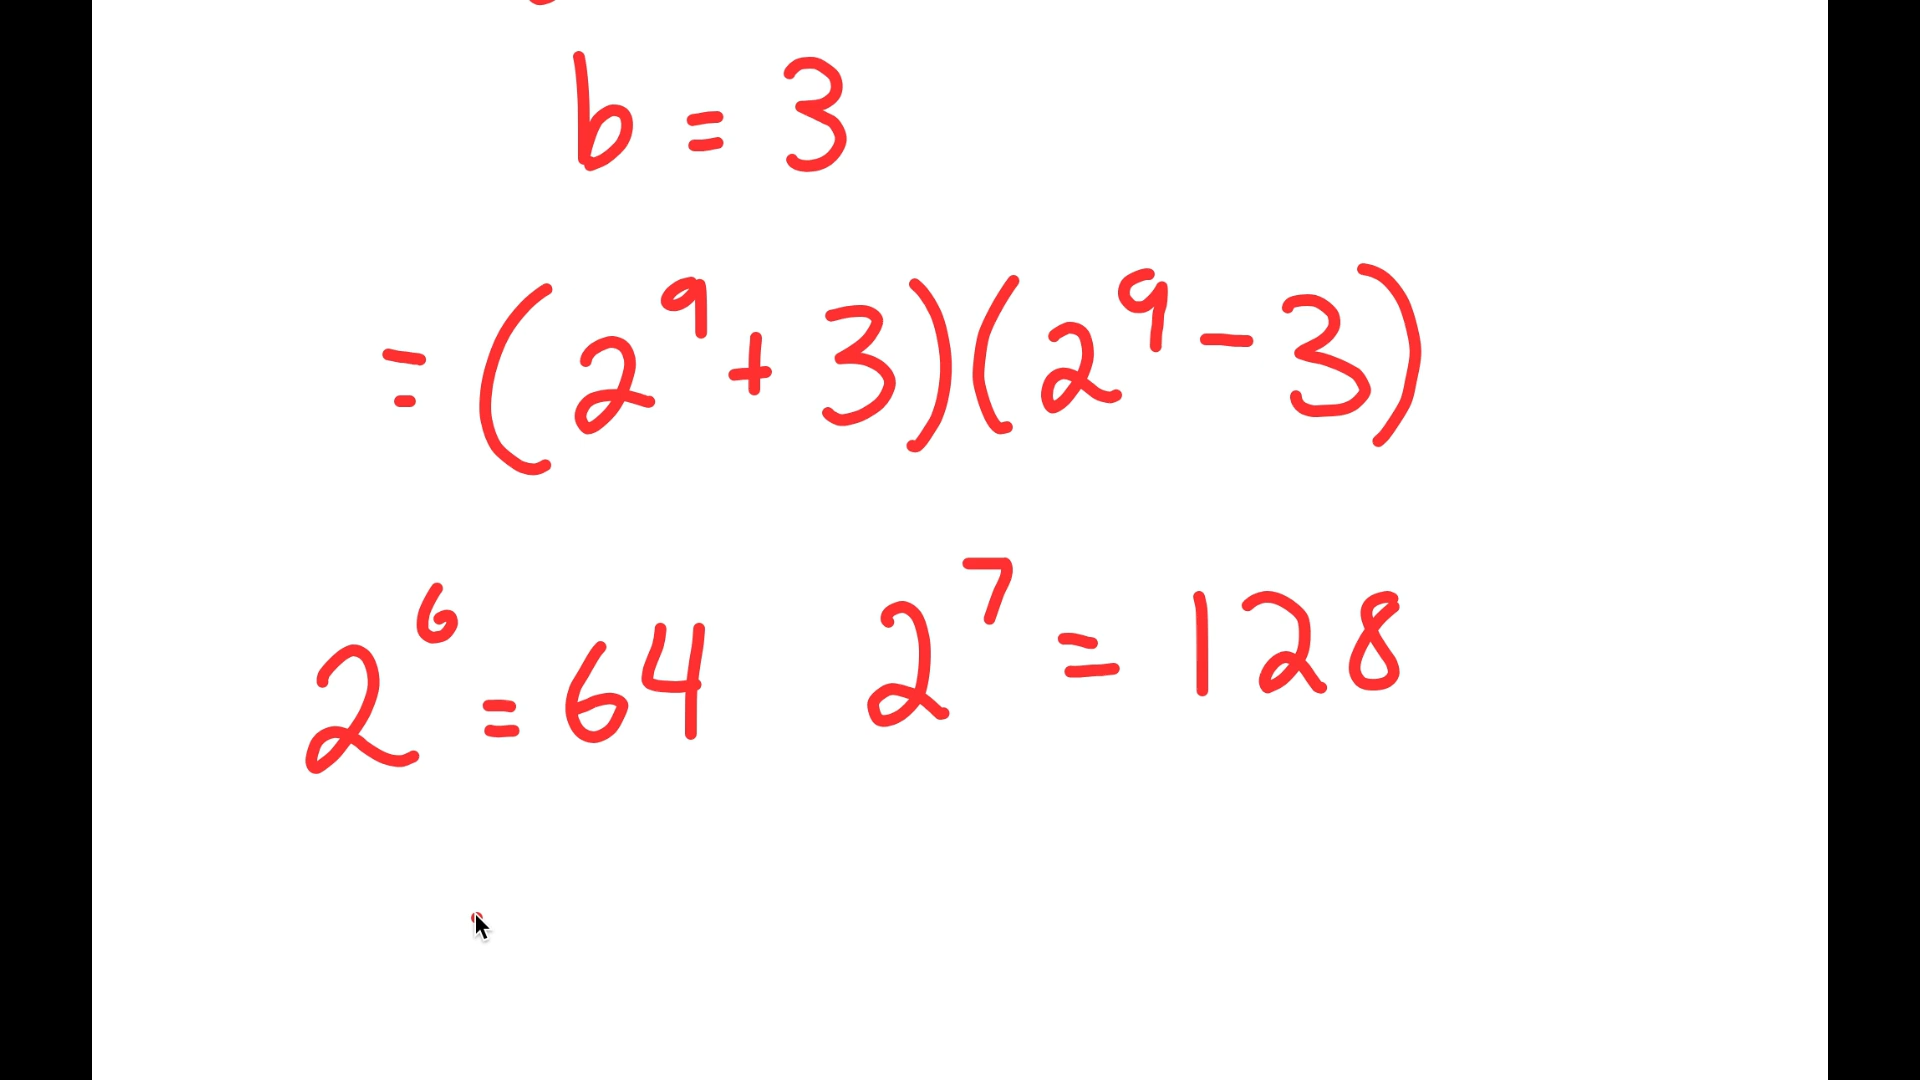 b = 3
= (2⁹ + 3)(2⁹ - 3)
2⁶ = 64 2⁷ = 128